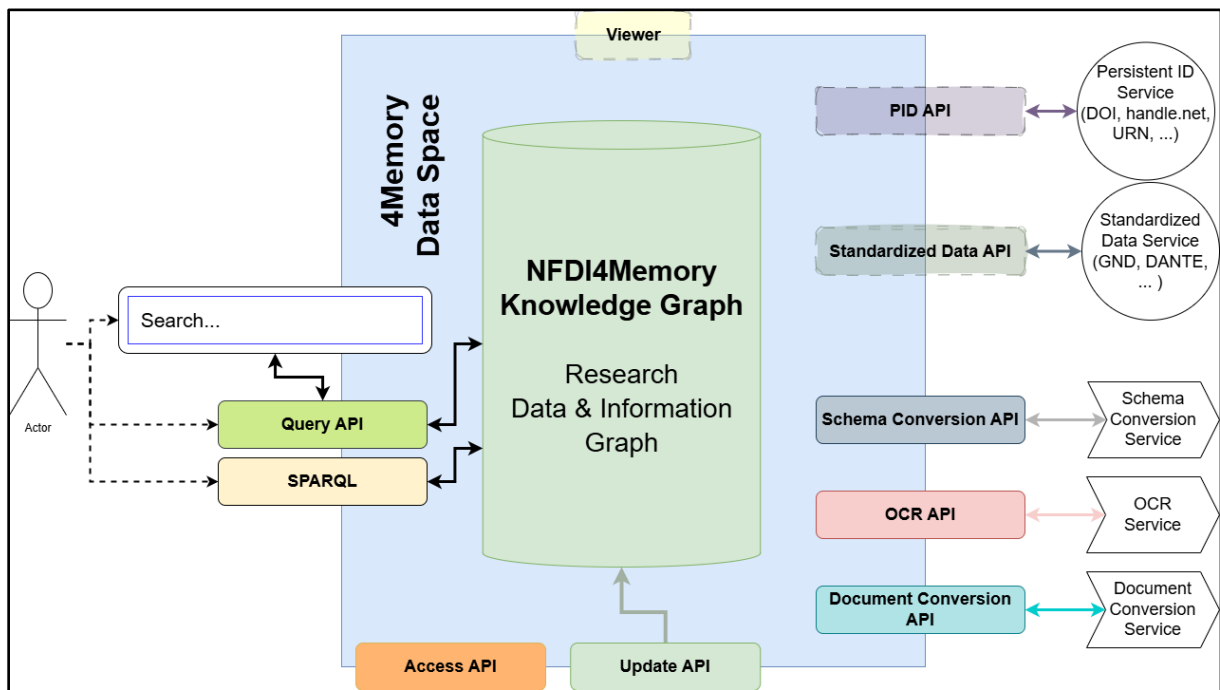 Viewer
4Memory
Data Space
PID API
Persistent ID
Service
(DOI, handle.net,
URN, ...)
Standardized Data API
Standardized
Data Service
(GND, DANTE,
... )
NFDI4Memory
Knowledge Graph
Research
Data & Information
Graph
Search...
Actor
Query API
SPARQL
Schema Conversion API
Schema
Conversion
Service
OCR API
OCR
Service
Document Conversion
API
Document
Conversion
Service
Access API
Update API